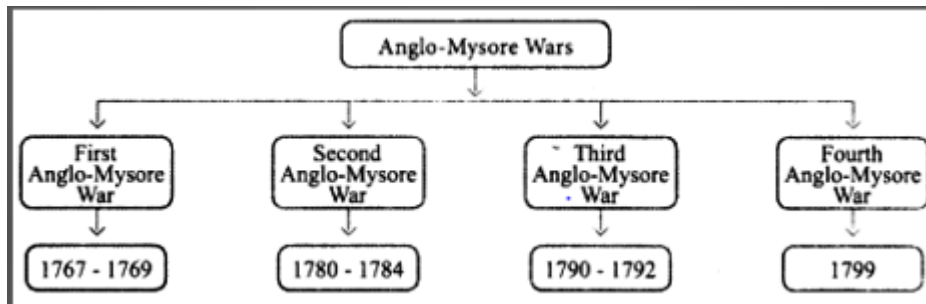 Anglo-Mysore Wars
First
Anglo-Mysore
War
Second
Anglo-Mysore
War
Third
Anglo-Mysore
War
Fourth
Anglo-Mysore
War
1767 - 1769
1780 - 1784
1790 - 1792
1799